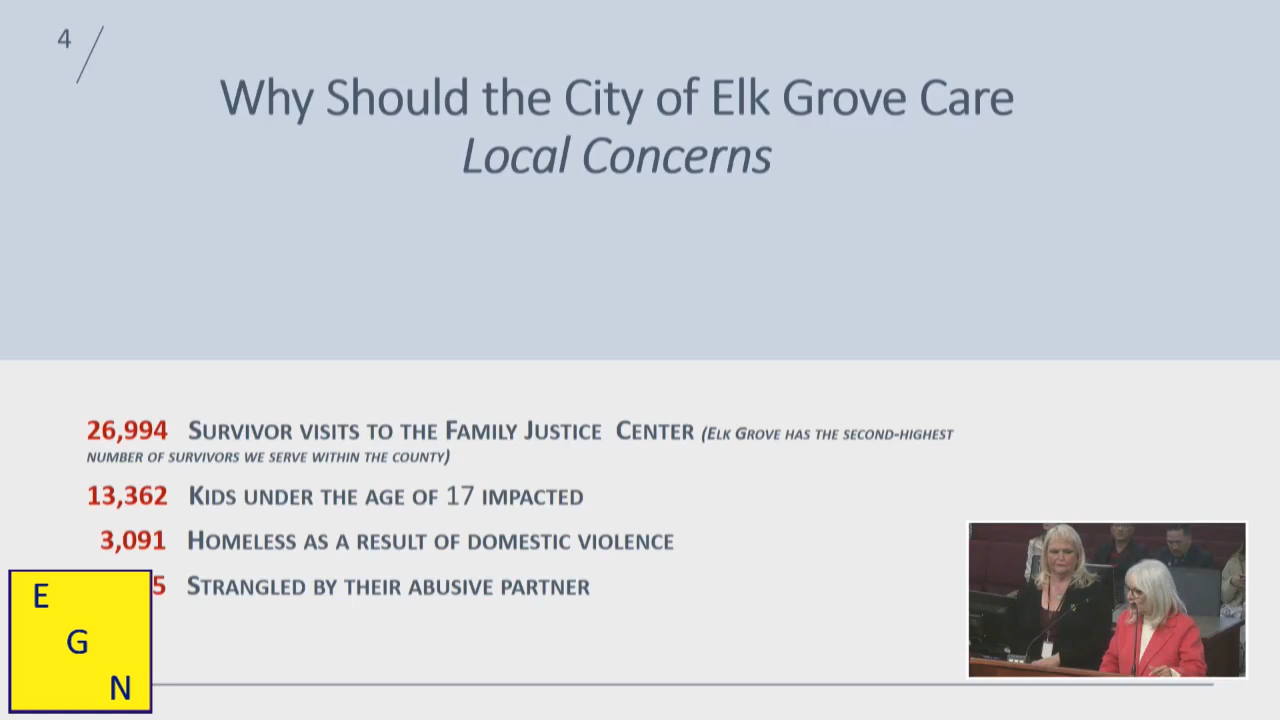 4
Why Should the City of Elk Grove Care
Local Concerns
26,994 Survivor visits to the Family Justice Center (Elk Grove has the second-highest
number of survivors we serve within the county)
13,362 Kids under the age of 17 impacted
3,091 Homeless as a result of domestic violence
5 Strangled by their abusive partner
E
G
N